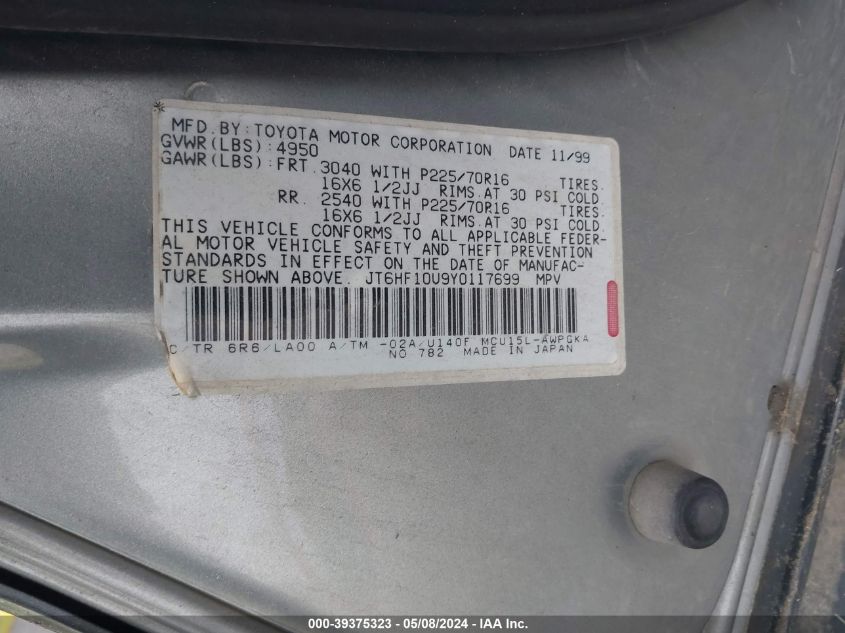 MFD. BY: TOYOTA MOTOR CORPORATION DATE 11/99
GVWR(LBS): 4950
GAWR(LBS): FRT. 3040 WITH P225/70R16 TIRES.
16X6 1/2JJ RIMS.AT 30 PSI COLD.
RR. 2540 WITH P225/70R16 TIRES.
16X6 1/2JJ RIMS.AT 30 PSI COLD.
THIS VEHICLE CONFORMS TO ALL APPLICABLE FEDER-
AL MOTOR VEHICLE SAFETY AND THEFT PREVENTION
STANDARDS IN EFFECT ON THE DATE OF MANUFAC-
TURE SHOWN ABOVE. JT6HF10U9Y0117699 MPV
C/TR 6R6/LA00 A/TM -02A/U140F MCU15L-AWPGKA
NO 782 MADE IN JAPAN
000-39375323 - 05/08/2024 - IAA Inc.